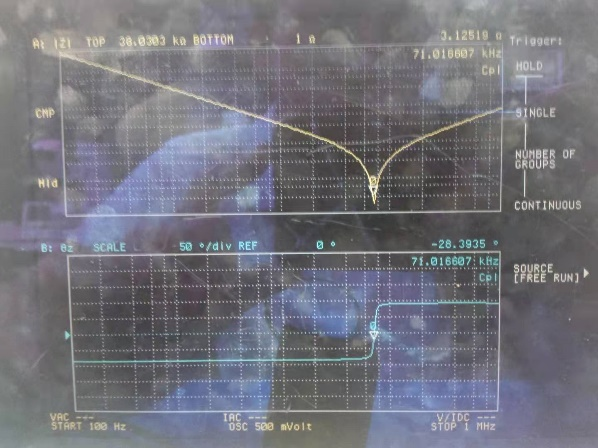 A: |Z| TOP 38.0303 kΩ BOTTOM 1 Ω 3.12519 Ω
71.016607 kHz
Cpl
Trigger:
HOLD
SINGLE
NUMBER OF
GROUPS
CONTINUOUS
CMP
Hld
B: θz SCALE 50 °/div REF 0 ° -28.3935 °
71.016607 kHz
Cpl
SOURCE
[FREE RUN]
VAC --- IAC --- V/IDC ---
START 100 Hz OSC 500 mVolt STOP 1 MHz